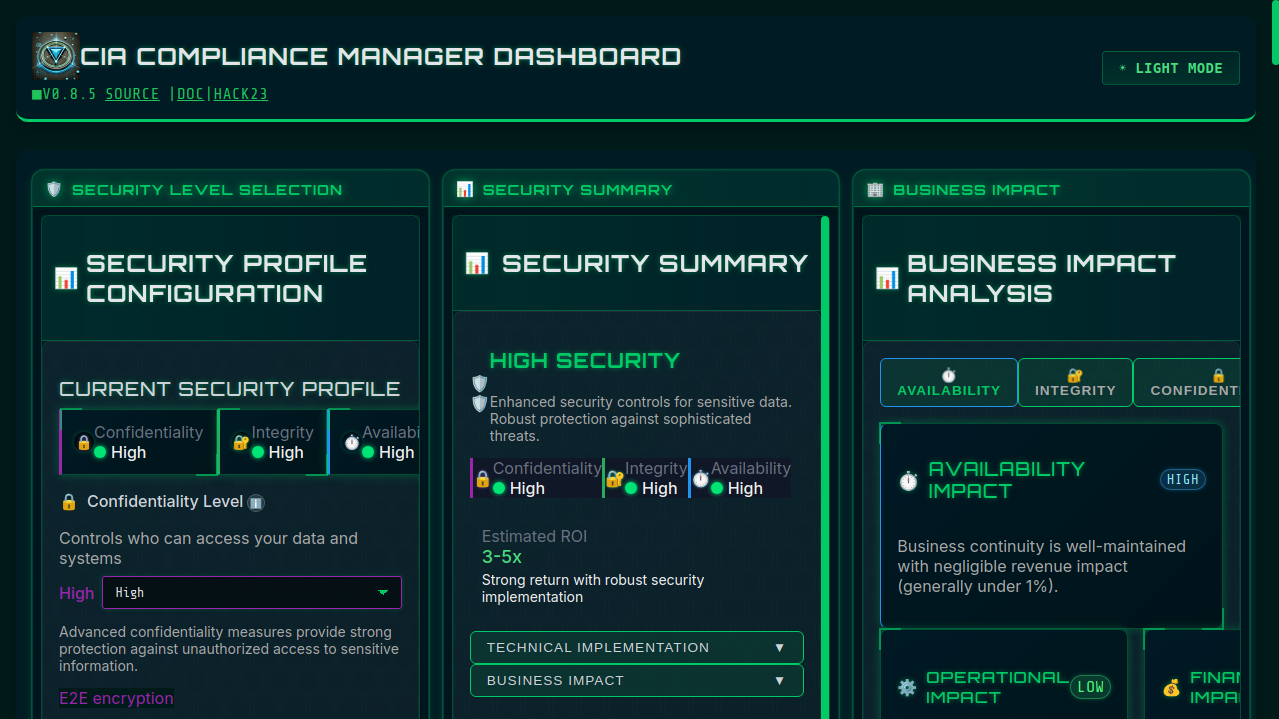 CIA COMPLIANCE MANAGER DASHBOARD
V0.8.5 SOURCE |DOC|HACK23
LIGHT MODE
SECURITY LEVEL SELECTION
SECURITY PROFILE
CONFIGURATION
CURRENT SECURITY PROFILE
Confidentiality
High
Integrity
High
Availabi
High
Confidentiality Level
Controls who can access your data and
systems
High
High
Advanced confidentiality measures provide strong
protection against unauthorized access to sensitive
information.
E2E encryption
SECURITY SUMMARY
SECURITY SUMMARY
HIGH SECURITY
Enhanced security controls for sensitive data.
Robust protection against sophisticated
threats.
Confidentiality
High
Integrity
High
Availability
High
Estimated ROI
3-5x
Strong return with robust security
implementation
TECHNICAL IMPLEMENTATION ▼
BUSINESS IMPACT ▼
BUSINESS IMPACT
BUSINESS IMPACT
ANALYSIS
AVAILABILITY
INTEGRITY
CONFIDENT
AVAILABILITY
IMPACT
HIGH
Business continuity is well-maintained
with negligible revenue impact
(generally under 1%).
OPERATIONAL
IMPACT
LOW
FINAN
IMPA